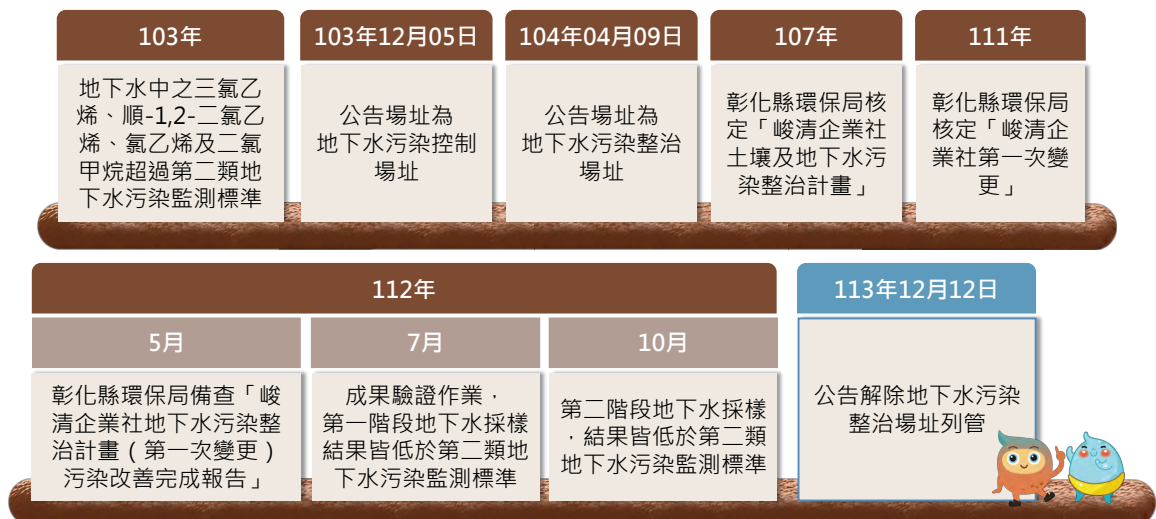 103年
地下水中之三氯乙
烯、順-1,2-二氯乙
烯、氯乙烯及二氯
甲烷超過第二類地
下水污染監測標準
103年12月05日
公告場址為
地下水污染控制
場址
104年04月09日
公告場址為
地下水污染整治
場址
107年
彰化縣環保局核
定「峻清企業社
土壤及地下水污
染整治計畫」
111年
彰化縣環保局
核定「峻清企
業社第一次變
更」
112年
5月
彰化縣環保局備查「峻
清企業社地下水污染整
治計畫（第一次變更）
污染改善完成報告」
7月
成果驗證作業，
第一階段地下水採樣
結果皆低於第二類地
下水污染監測標準
10月
第二階段地下水採樣
，結果皆低於第二類
地下水污染監測標準
113年12月12日
公告解除地下水污染
整治場址列管